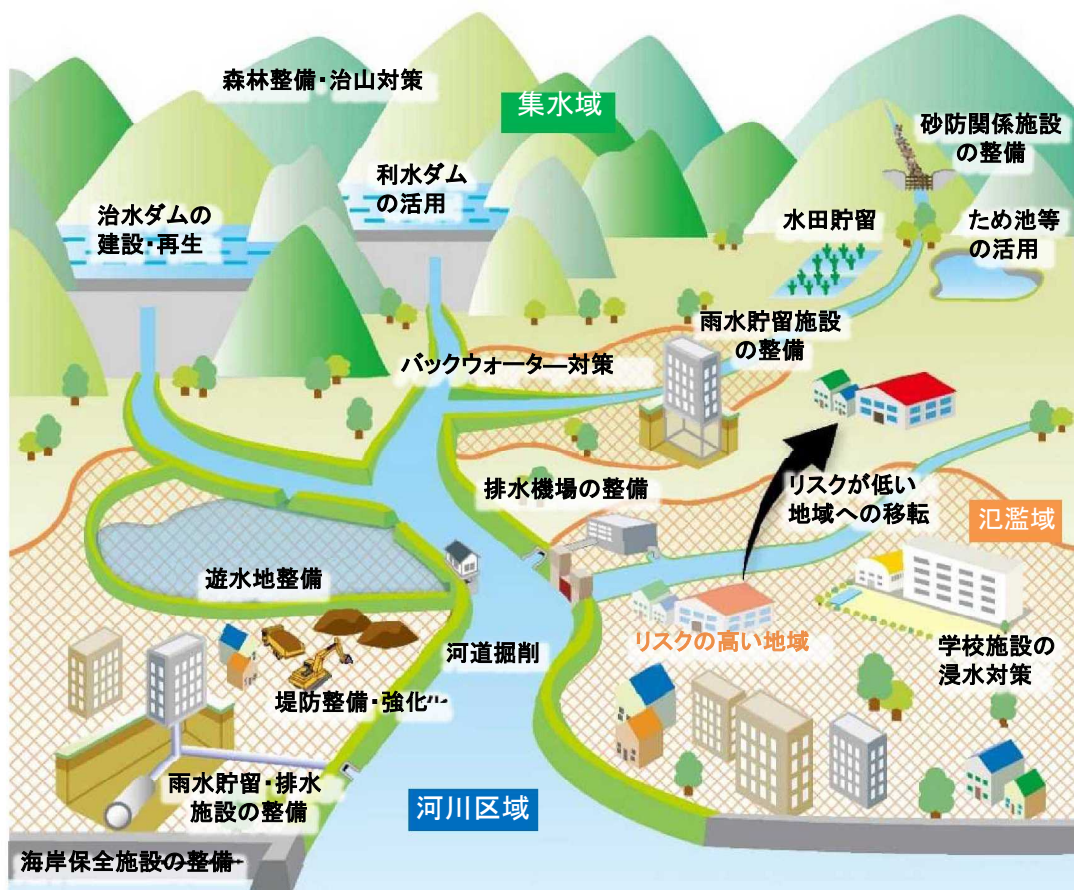 森林整備・治山対策
集水域
砂防関係施設
の整備
利水ダム
の活用
治水ダムの
建設・再生
水田貯留
ため池等
の活用
雨水貯留施設
の整備
バックウォーター対策
排水機場の整備
リスクが低い
地域への移転
氾濫域
遊水地整備
リスクの高い地域
学校施設の
浸水対策
河道掘削
堤防整備・強化
雨水貯留・排水
施設の整備
河川区域
海岸保全施設の整備